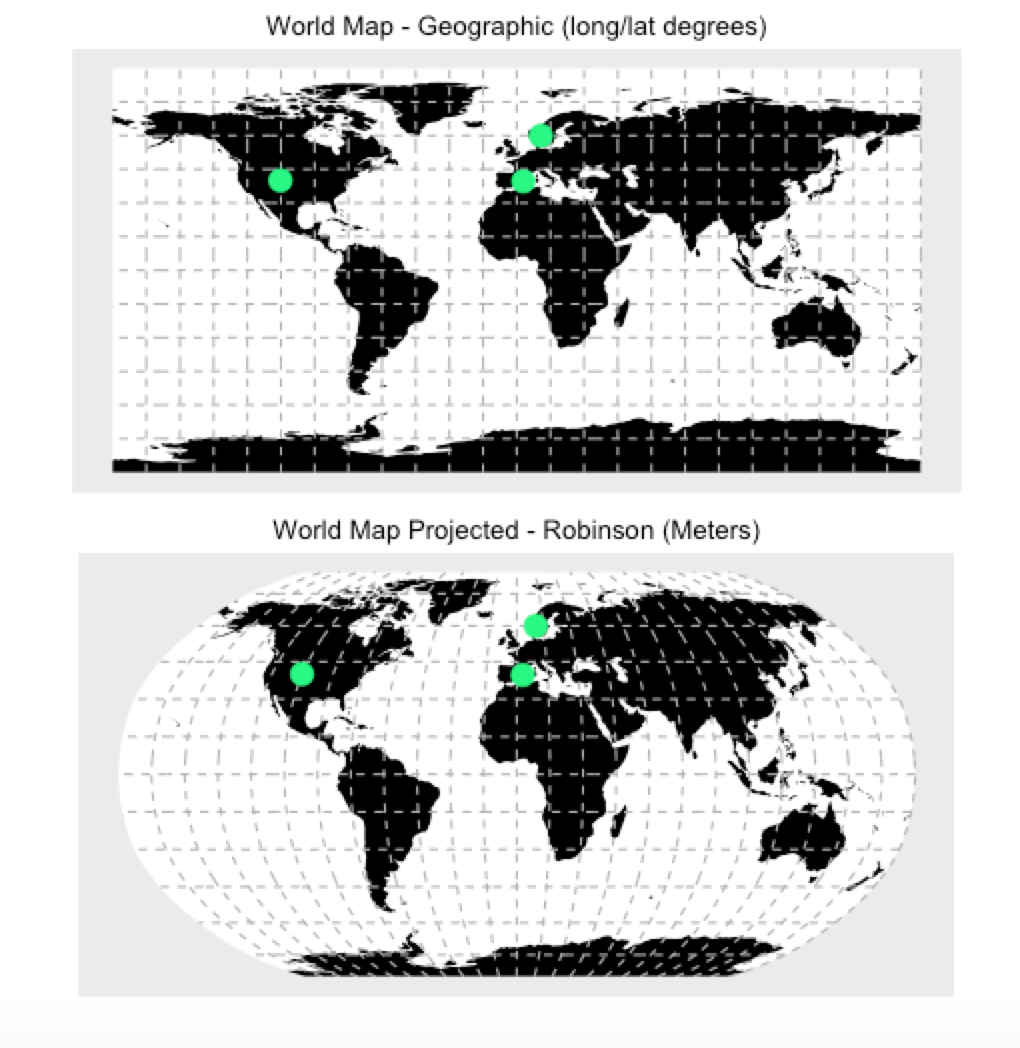 World Map - Geographic (long/lat degrees)
World Map Projected - Robinson (Meters)